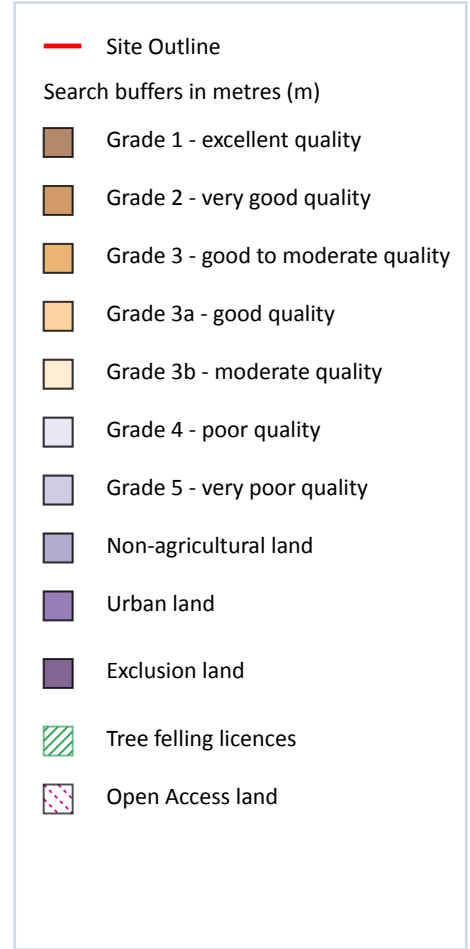 Site Outline
Search buffers in metres (m)
Grade 1 - excellent quality
Grade 2 - very good quality
Grade 3 - good to moderate quality
Grade 3a - good quality
Grade 3b - moderate quality
Grade 4 - poor quality
Grade 5 - very poor quality
Non-agricultural land
Urban land
Exclusion land
Tree felling licences
Open Access land